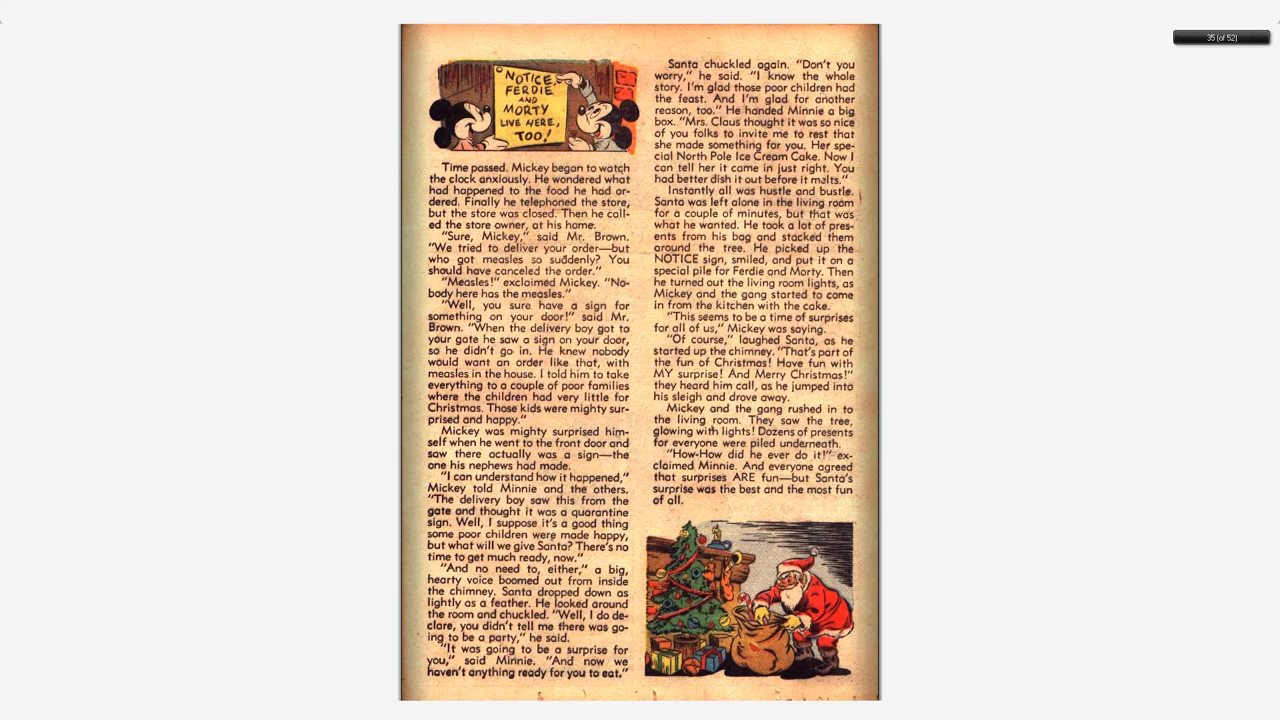 35 (of 52)
NOTICE,
FERDIE
AND
MORTY
LIVE HERE,
TOO!
Time passed. Mickey began to watch
the clock anxiously. He wondered what
had happened to the food he had or-
dered. Finally he telephoned the store,
but the store was closed. Then he call-
ed the store owner, at his home.
"Sure, Mickey," said Mr. Brown.
"We tried to deliver your order—but
who got measles so suddenly? You
should have canceled the order."
"Measles!" exclaimed Mickey. "No-
body here has the measles."
"Well, you sure have a sign for
something on your door!" said Mr.
Brown. "When the delivery boy got to
your gate he saw a sign on your door,
so he didn't go in. He knew nobody
would want an order like that, with
measles in the house. I told him to take
everything to a couple of poor families
where the children had very little for
Christmas. Those kids were mighty sur-
prised and happy."
Mickey was mighty surprised him-
self when he went to the front door and
saw there actually was a sign—the
one his nephews had made.
"I can understand how it happened,"
Mickey told Minnie and the others.
"The delivery boy saw this from the
gate and thought it was a quarantine
sign. Well, I suppose it's a good thing
some poor children were made happy,
but what will we give Santa? There's no
time to get much ready, now."
"And no need to, either," a big,
hearty voice boomed out from inside
the chimney. Santa dropped down as
lightly as a feather. He looked around
the room and chuckled. "Well, I do de-
clare, you didn't tell me there was go-
ing to be a party," he said.
"It was going to be a surprise for
you," said Minnie. "And now we
haven't anything ready for you to eat."
Santa chuckled again. "Don't you
worry," he said. "I know the whole
story. I'm glad those poor children had
the feast. And I'm glad for another
reason, too." He handed Minnie a big
box. "Mrs. Claus thought it was so nice
of you folks to invite me to rest that
she made something for you. Her spe-
cial North Pole Ice Cream Cake. Now I
can tell her it came in just right. You
had better dish it out before it melts."
Instantly all was hustle and bustle.
Santa was left alone in the living room
for a couple of minutes, but that was
what he wanted. He took a lot of pres-
ents from his bag and stacked them
around the tree. He picked up the
NOTICE sign, smiled, and put it on a
special pile for Ferdie and Morty. Then
he turned out the living room lights, as
Mickey and the gang started to come
in from the kitchen with the cake.
"This seems to be a time of surprises
for all of us," Mickey was saying.
"Of course," laughed Santa, as he
started up the chimney. "That's part of
the fun of Christmas! Have fun with
MY surprise! And Merry Christmas!"
they heard him call, as he jumped into
his sleigh and drove away.
Mickey and the gang rushed in to
the living room. They saw the tree,
glowing with lights! Dozens of presents
for everyone were piled underneath.
"How-How did he ever do it!" ex-
claimed Minnie. And everyone agreed
that surprises ARE fun—but Santa's
surprise was the best and the most fun
of all.